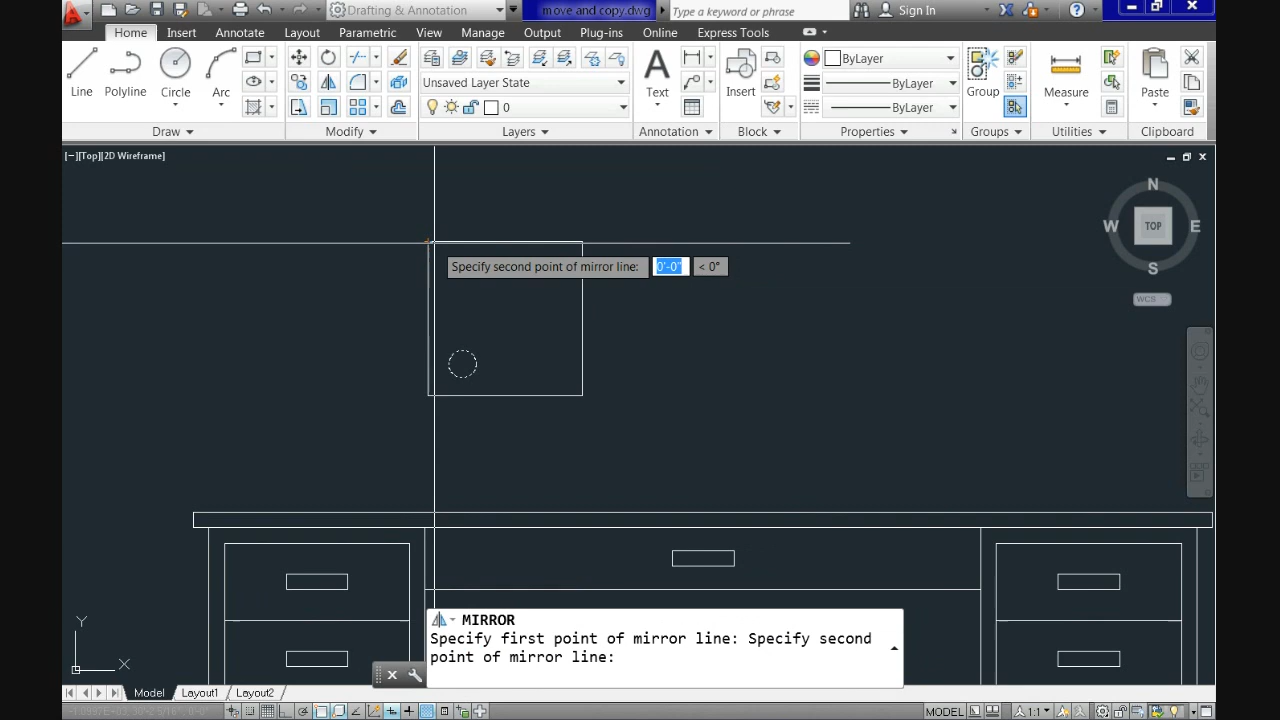 Drafting & Annotation
move and copy.dwg
Type a keyword or phrase
Sign In
Home Insert Annotate Layout Parametric View Manage Output Plug-ins Online Express Tools
Line Polyline Circle Arc
Unsaved Layer State
0
Text
Insert
ByLayer
ByLayer
ByLayer
Group
Measure
Paste
Draw Modify Layers Annotation Block Properties Groups Utilities Clipboard
[−][Top][2D Wireframe]
N
W TOP E
S
WCS
Specify second point of mirror line: 0'-0" < 0°
MIRROR
Specify first point of mirror line: Specify second
point of mirror line:
Y
X
Model Layout1 Layout2
MODEL 1:1